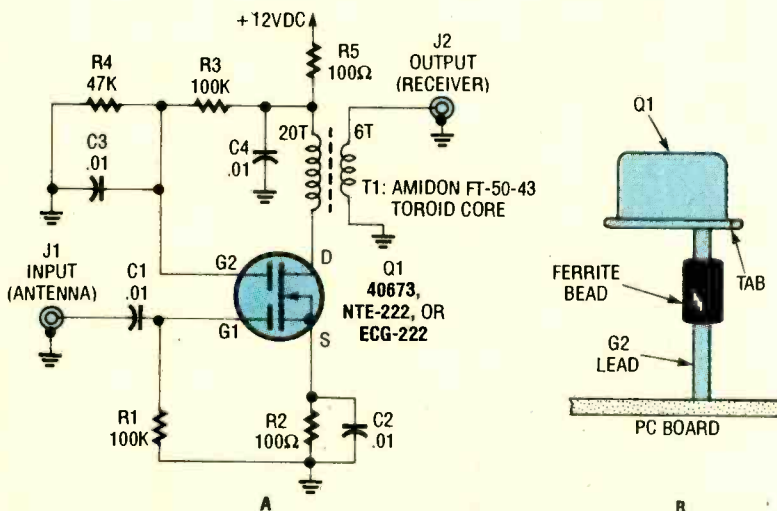 +12VDC
R4
47K
R3
100K
R5
100Ω
J2
OUTPUT
(RECEIVER)
C3
.01
C4
.01
20T
6T
T1: AMIDON FT-50-43
TOROID CORE
J1
INPUT
(ANTENNA)
C1
.01
G2
G1
D
S
Q1
40673,
NTE-222, OR
ECG-222
R1
100K
R2
100Ω
C2
.01
A
Q1
TAB
FERRITE
BEAD
G2
LEAD
PC BOARD
B